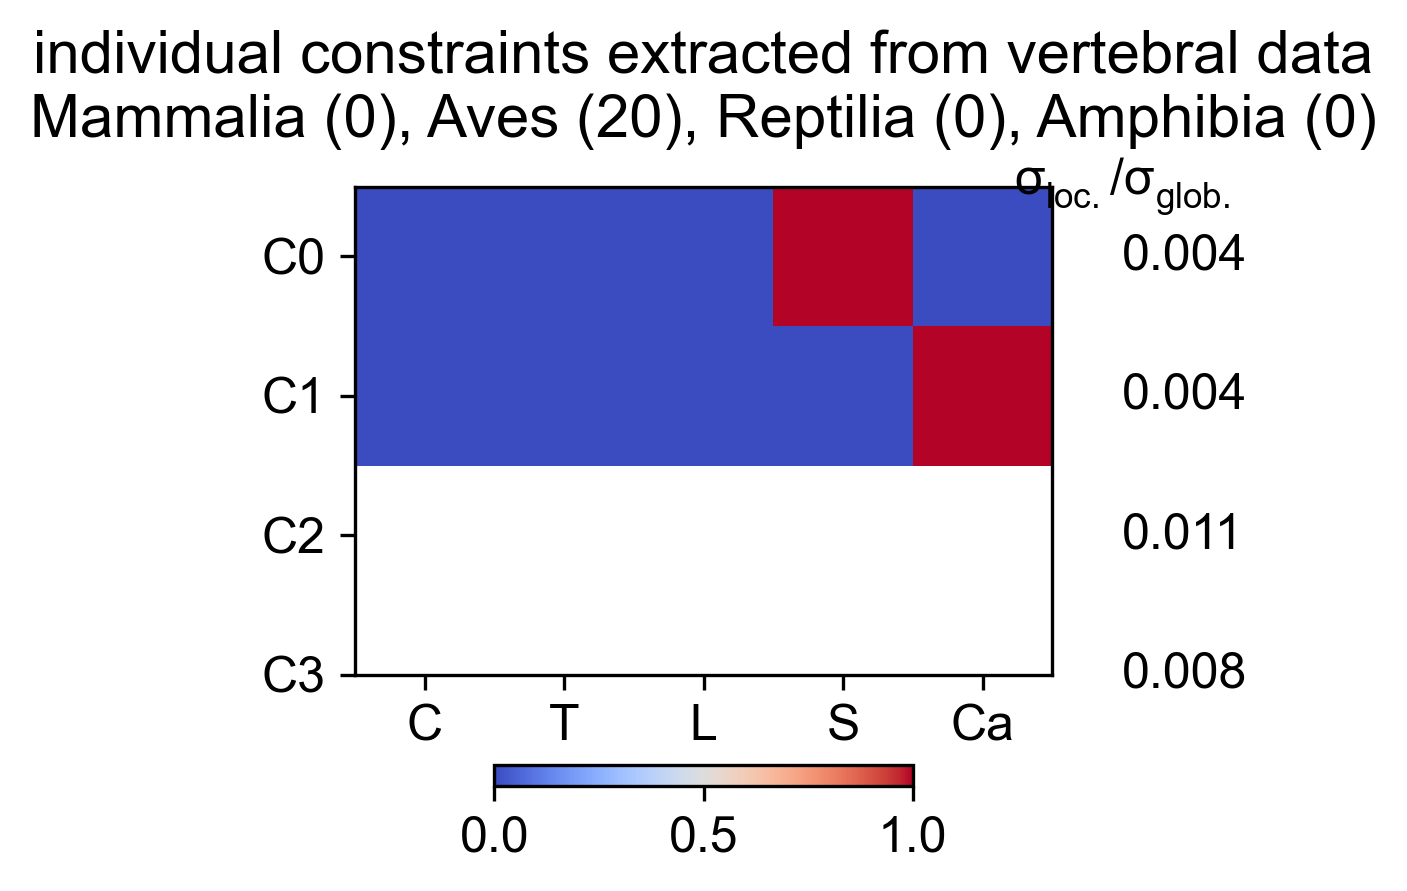 individual constraints extracted from vertebral data
Mammalia (0), Aves (20), Reptilia (0), Amphibia (0)
σloc. /σglob.
C0 0.004
C1 0.004
C2 0.011
C3 0.008
C T L S Ca
0.0 0.5 1.0